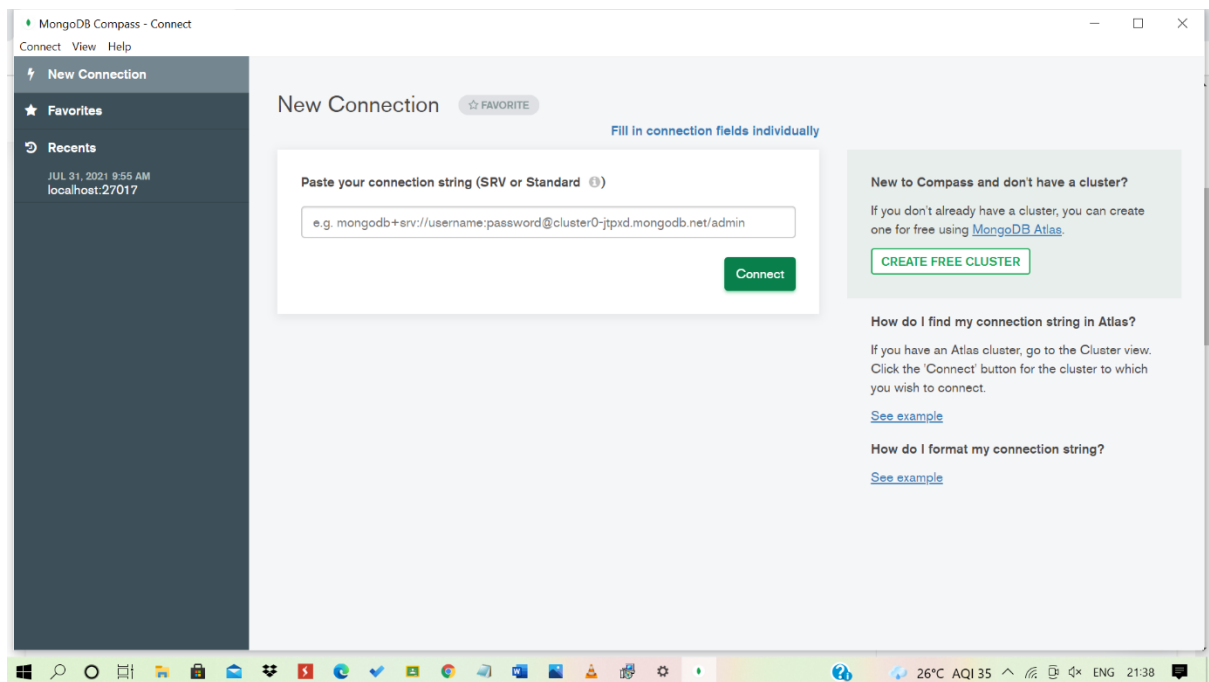 MongoDB Compass - Connect
Connect View Help
New Connection
Favorites
Recents
JUL 31, 2021 9:55 AM
localhost:27017
New Connection
FAVORITE
Fill in connection fields individually
Paste your connection string (SRV or Standard )
e.g. mongodb+srv://username:password@cluster0-jtpxd.mongodb.net/admin
Connect
New to Compass and don't have a cluster?
If you don't already have a cluster, you can create
one for free using MongoDB Atlas.
CREATE FREE CLUSTER
How do I find my connection string in Atlas?
If you have an Atlas cluster, go to the Cluster view.
Click the 'Connect' button for the cluster to which
you wish to connect.
See example
How do I format my connection string?
See example
26°C AQI 35 ENG 21:38